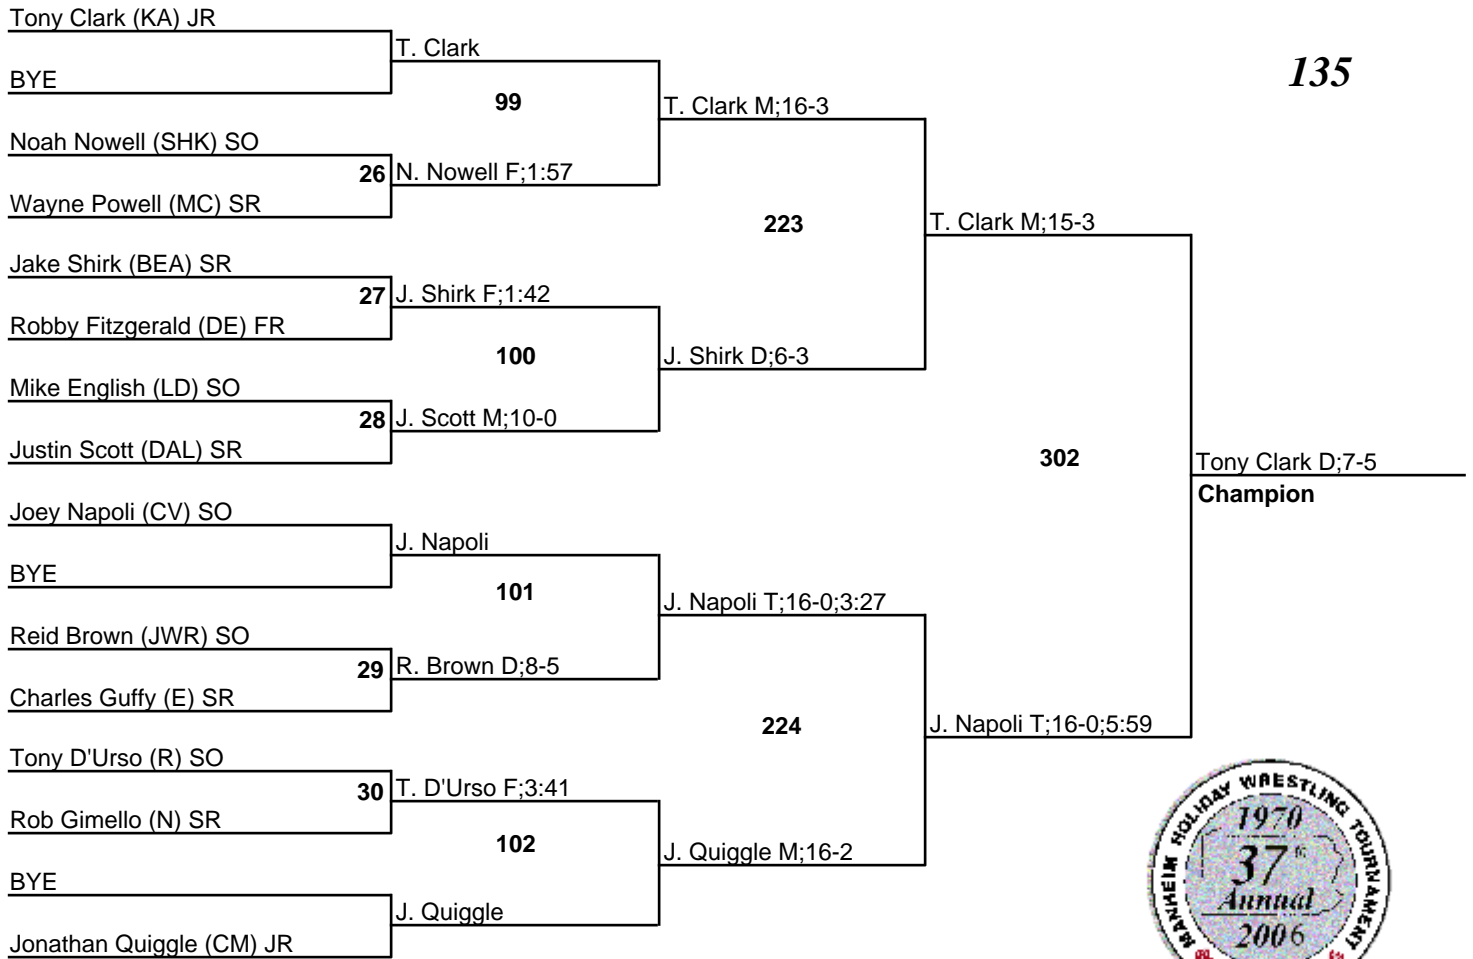 Tony Clark (KA) JR
BYE
Noah Nowell (SHK) SO
Wayne Powell (MC) SR
Jake Shirk (BEA) SR
Robby Fitzgerald (DE) FR
Mike English (LD) SO
Justin Scott (DAL) SR
Joey Napoli (CV) SO
BYE
Reid Brown (JWR) SO
Charles Guffy (E) SR
Tony D'Urso (R) SO
Rob Gimello (N) SR
BYE
Jonathan Quiggle (CM) JR
T. Clark
26 N. Nowell F;1:57
27 J. Shirk F;1:42
28 J. Scott M;10-0
J. Napoli
29 R. Brown D;8-5
30 T. D'Urso F;3:41
J. Quiggle
99
100
101
102
T. Clark M;16-3
J. Shirk D;6-3
J. Napoli T;16-0;3:27
J. Quiggle M;16-2
223
224
T. Clark M;15-3
J. Napoli T;16-0;5:59
302
Tony Clark D;7-5
Champion
135
MANHEIM HOLIDAY WRESTLING TOURNAMENT
1970
37
Annual
2006